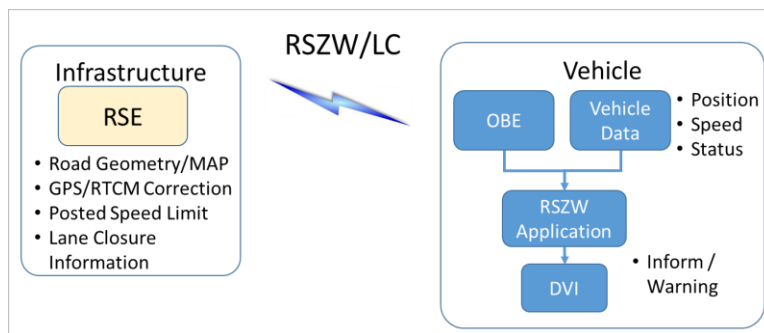 RSZW/LC
Infrastructure
RSE
• Road Geometry/MAP
• GPS/RTCM Correction
• Posted Speed Limit
• Lane Closure
Information
Vehicle
OBE
Vehicle
Data
• Position
• Speed
• Status
RSZW
Application
DVI
• Inform /
Warning